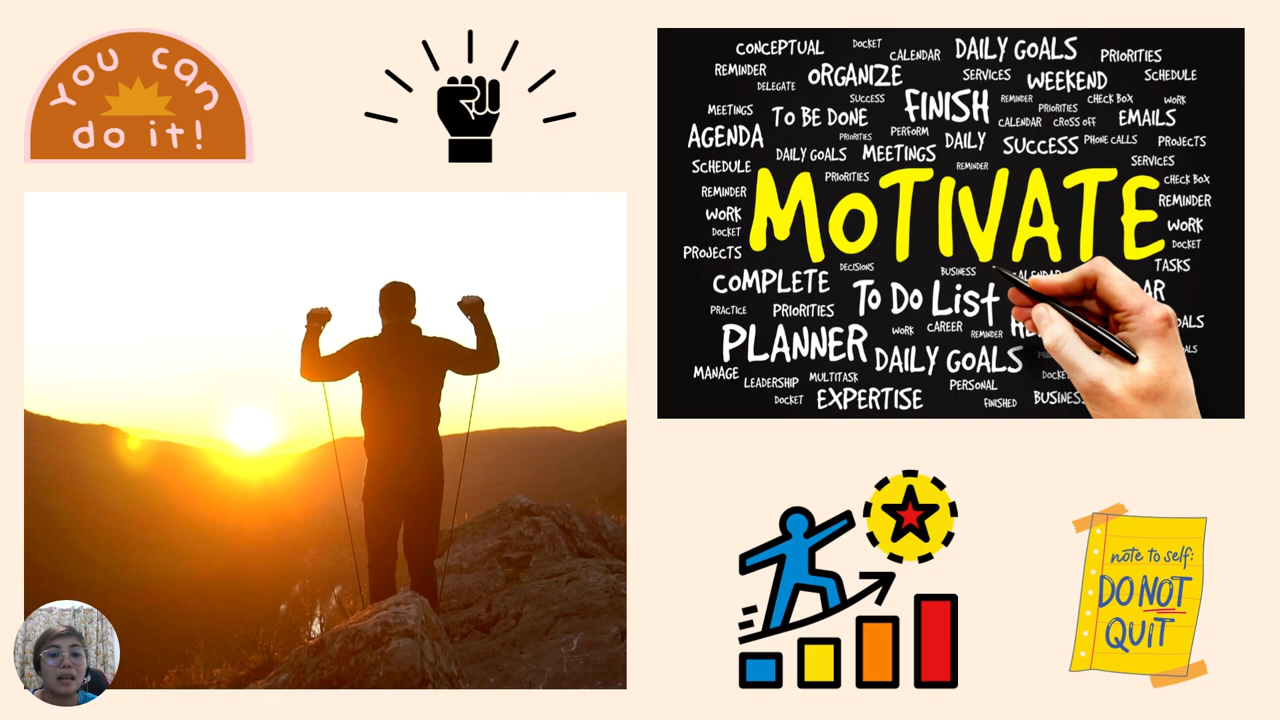 You can
do it!
CONCEPTUAL DOCKET CALENDAR DAILY GOALS PRIORITIES
REMINDER DELEGATE ORGANIZE SERVICES WEEKEND SCHEDULE
MEETINGS SUCCESS FINISH REMINDER PRIORITIES CHECK BOX WORK
AGENDA TO BE DONE PRIORITIES PERFORM DAILY CALENDAR CROSS OFF EMAILS
SCHEDULE DAILY GOALS MEETINGS REMINDER SUCCESS PHONE CALLS PROJECTS
PRIORITIES SERVICES
REMINDER MOTIVATE CHECK BOX
WORK REMINDER
DOCKET WORK
PROJECTS DECISIONS BUSINESS CALENDAR DOCKET
COMPLETE TO DO LIST TASKS
PRACTICE PRIORITIES WORK CAREER REMINDER
PLANNER DAILY GOALS
MANAGE LEADERSHIP MULTITASK PERSONAL
DOCKET EXPERTISE FINISHED BUSINESS
note to self:
DO NOT
QUIT